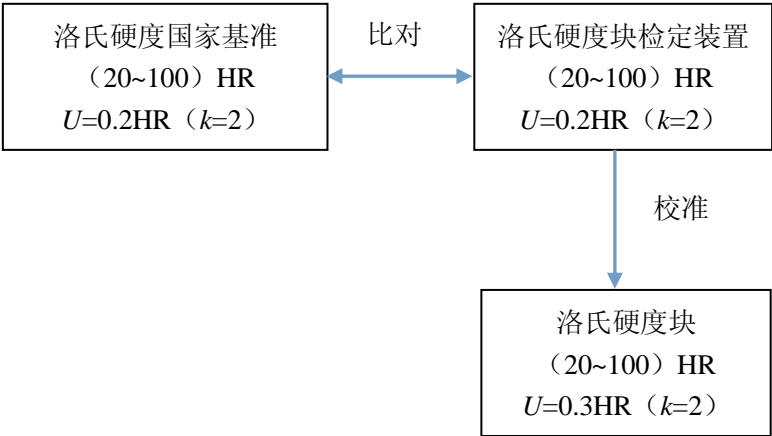 洛氏硬度国家基准
（20~100）HR
U=0.2HR（k=2）
比对
洛氏硬度块检定装置
（20~100）HR
U=0.2HR（k=2）
校准
洛氏硬度块
（20~100）HR
U=0.3HR（k=2）